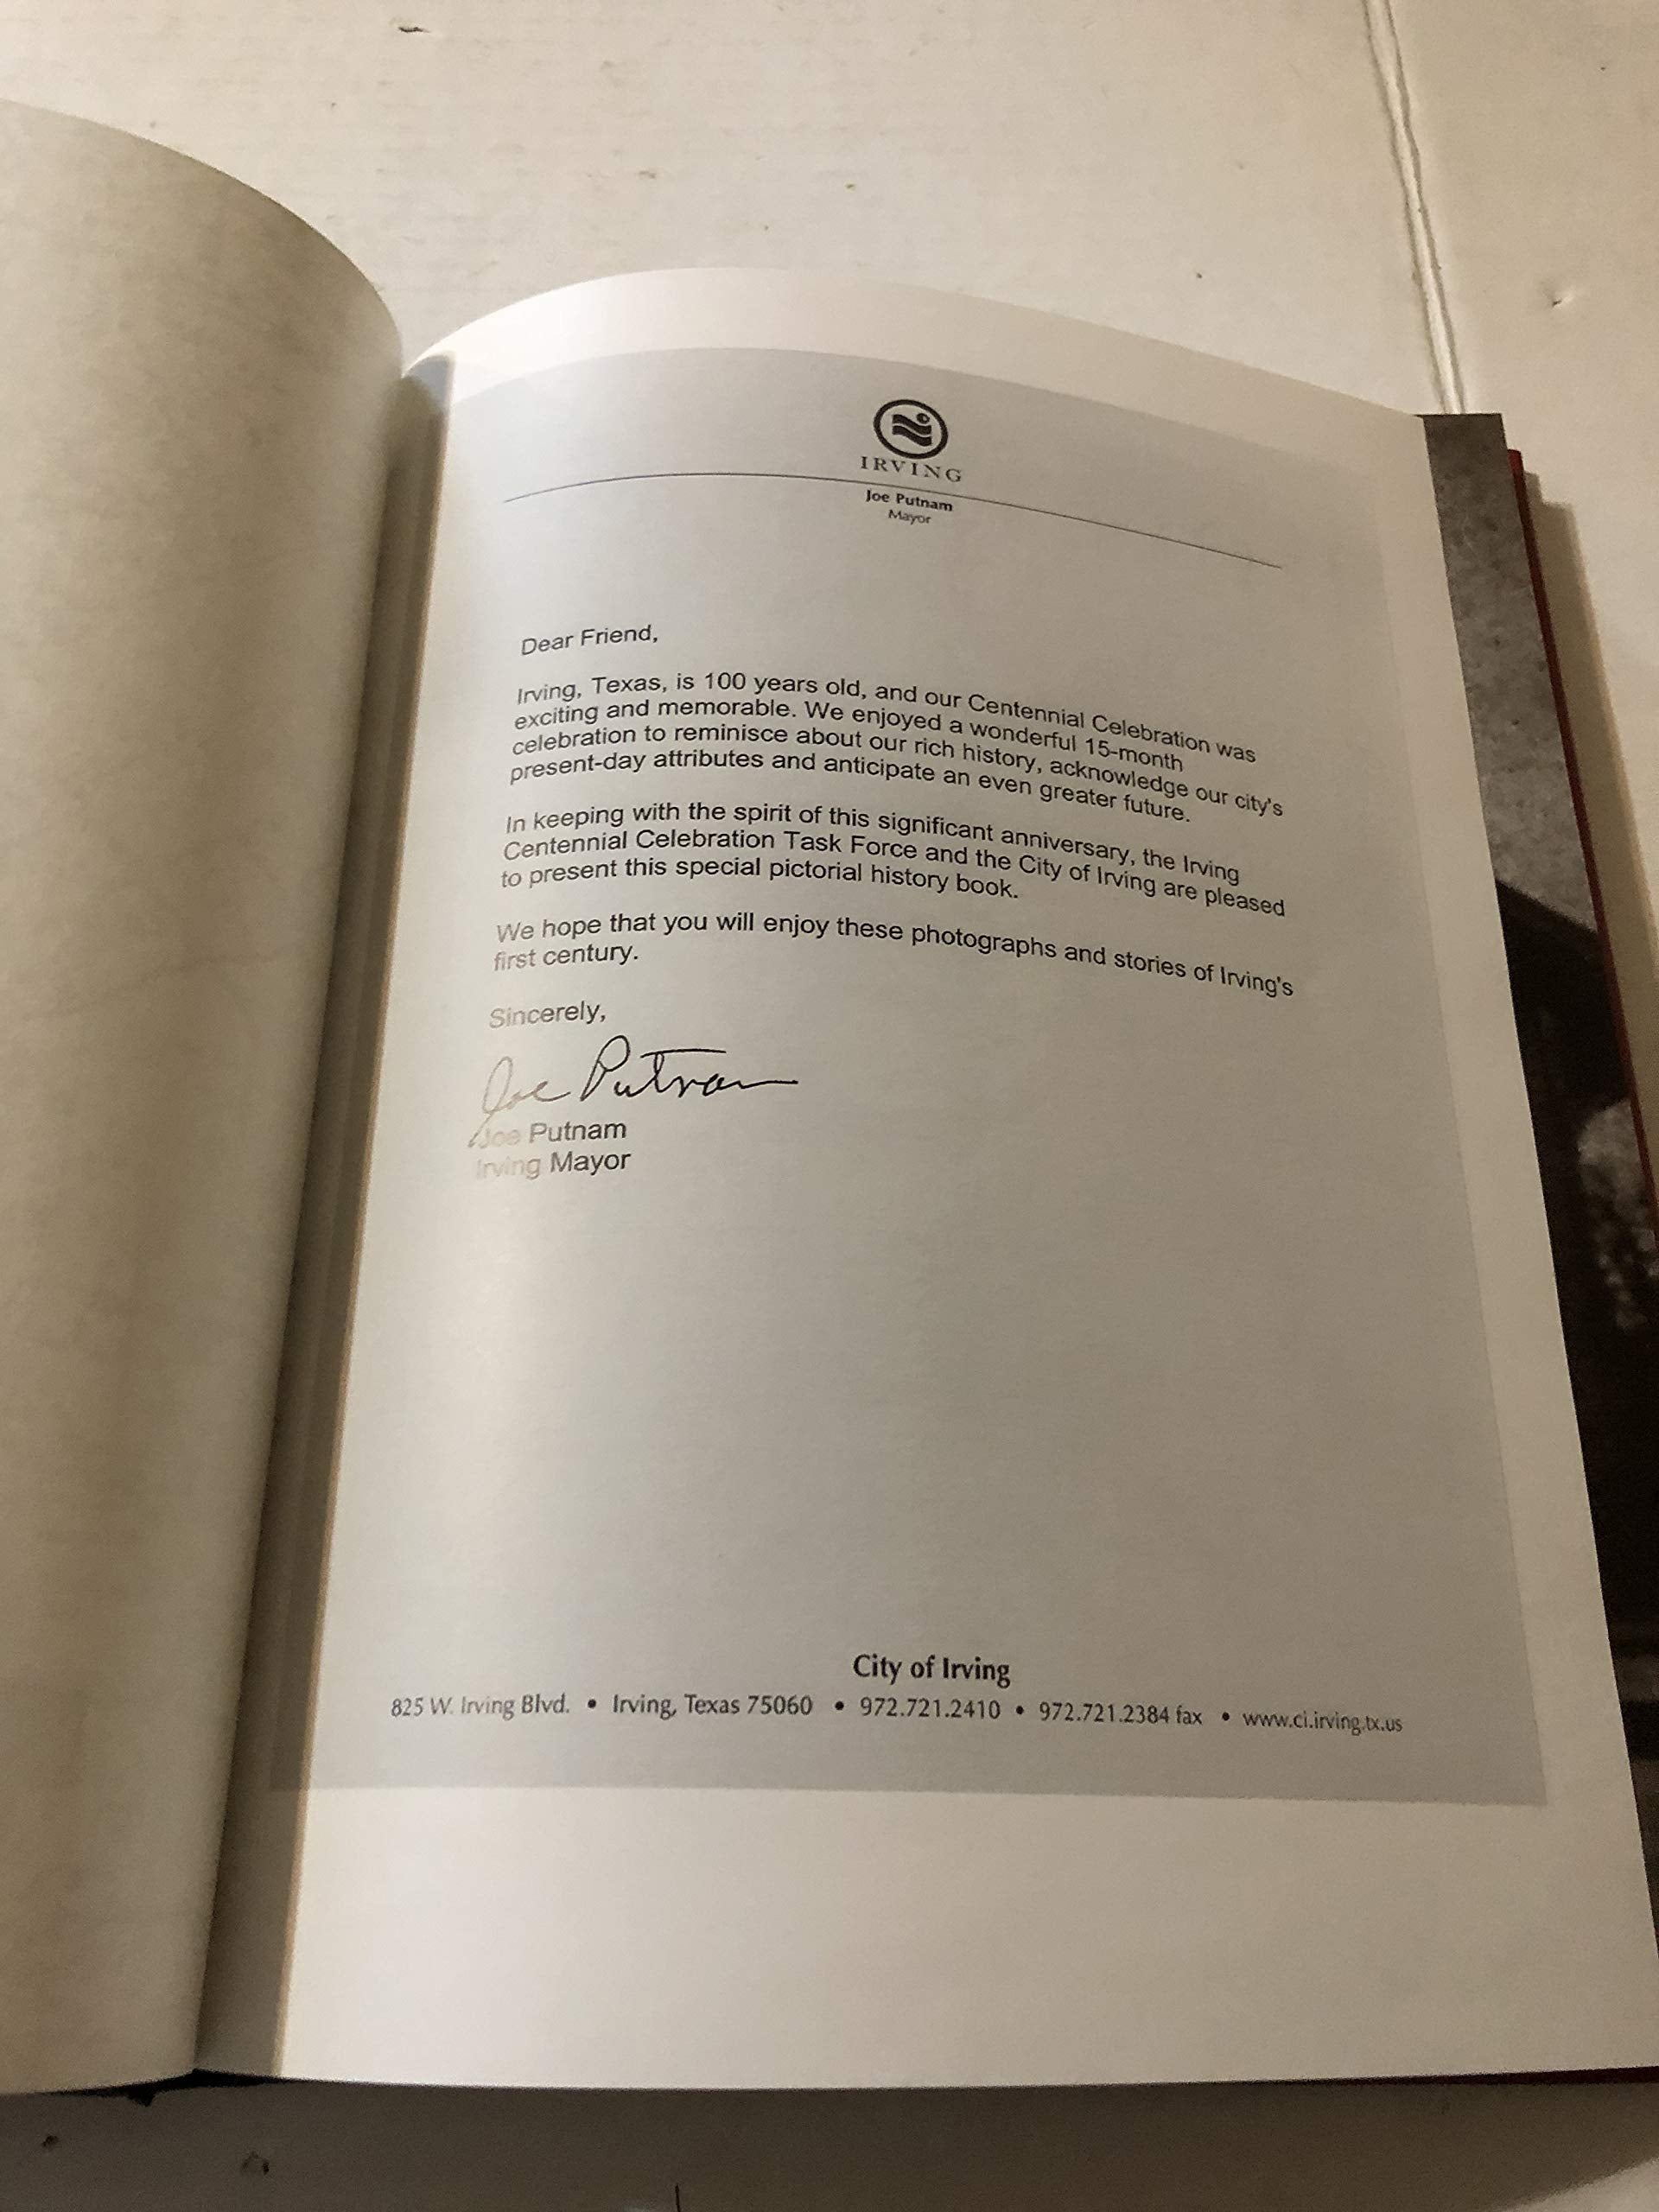 IRVING
Joe Putnam
Mayor
Dear Friend,
Irving, Texas, is 100 years old, and our Centennial Celebration was
exciting and memorable. We enjoyed a wonderful 15-month
celebration to reminisce about our rich history, acknowledge our city's
present-day attributes and anticipate an even greater future.
In keeping with the spirit of this significant anniversary, the Irving
Centennial Celebration Task Force and the City of Irving are pleased
to present this special pictorial history book.
We hope that you will enjoy these photographs and stories of Irving's
first century.
Sincerely,
Joe Putnam
Joe Putnam
Irving Mayor
City of Irving
825 W. Irving Blvd. • Irving, Texas 75060 • 972.721.2410 • 972.721.2384 fax • www.ci.irving.tx.us